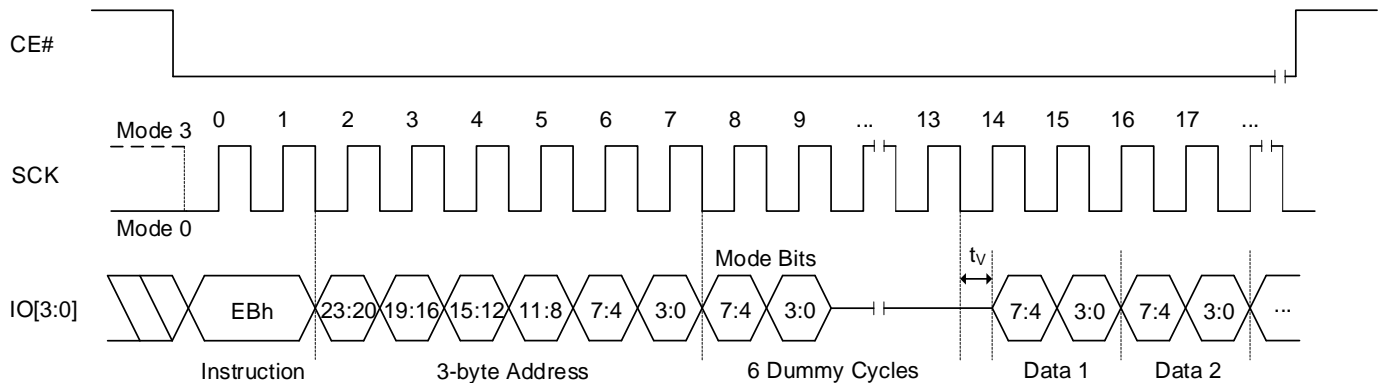 CE#
0 1 2 3 4 5 6 7 8 9 ... 13 14 15 16 17 ...
Mode 3
SCK
Mode 0
Mode Bits
tV
IO[3:0]
EBh 23:20 19:16 15:12 11:8 7:4 3:0 7:4 3:0 7:4 3:0 7:4 3:0 ...
Instruction 3-byte Address 6 Dummy Cycles Data 1 Data 2